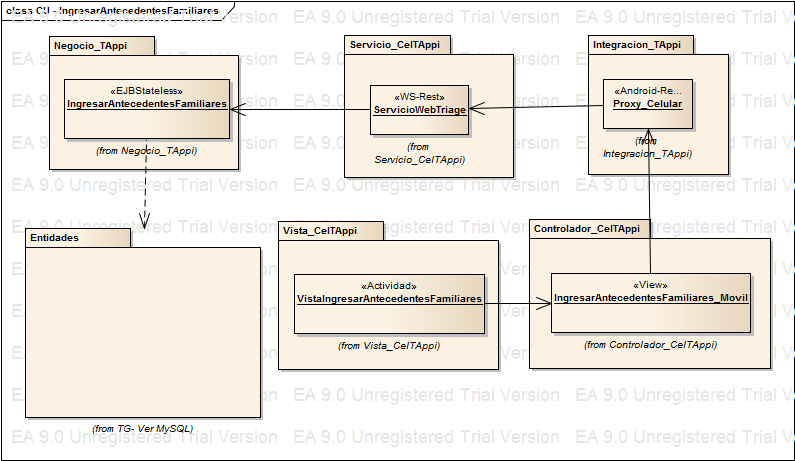 class CU - IngresarAntecedentesFamiliares
Negocio_TAppi
«EJBStateless»
IngresarAntecedentesFamiliares
(from Negocio_TAppi)
Servicio_CelTAppi
«WS-Rest»
ServicioWebTriage
(from
Servicio_CelTAppi)
Integracion_TAppi
«Android-Re...
Proxy_Celular
(from
Integracion_TAppi)
Entidades
(from TG- Ver MySQL)
Vista_CelTAppi
«Actividad»
VistaIngresarAntecedentesFamiliares
(from Vista_CelTAppi)
Controlador_CelTAppi
«View»
IngresarAntecedentesFamiliares_Movil
(from Controlador_CelTAppi)
EA 9.0 Unregistered Trial Version